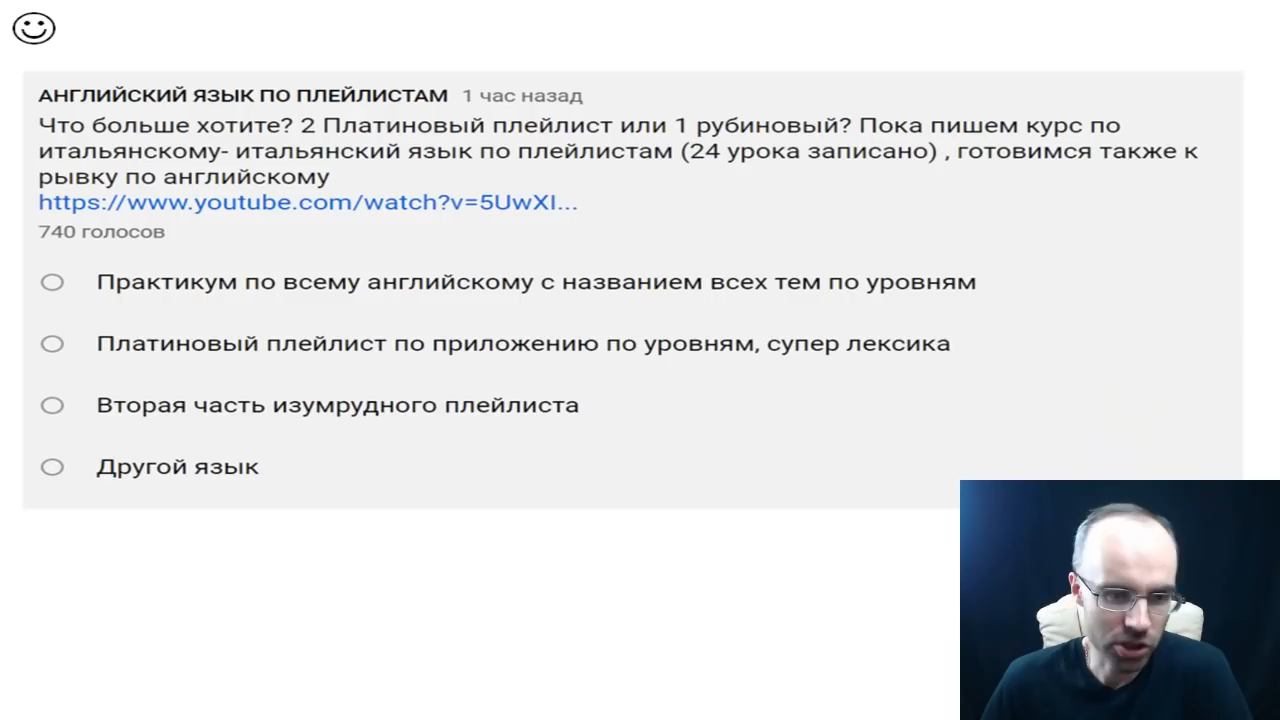 АНГЛИЙСКИЙ ЯЗЫК ПО ПЛЕЙЛИСТАМ 1 час назад
Что больше хотите? 2 Платиновый плейлист или 1 рубиновый? Пока пишем курс по
итальянскому- итальянский язык по плейлистам (24 урока записано) , готовимся также к
рывку по английскому
https://www.youtube.com/watch?v=5UwXI...
740 голосов
Практикум по всему английскому с названием всех тем по уровням
Платиновый плейлист по приложению по уровням, супер лексика
Вторая часть изумрудного плейлиста
Другой язык